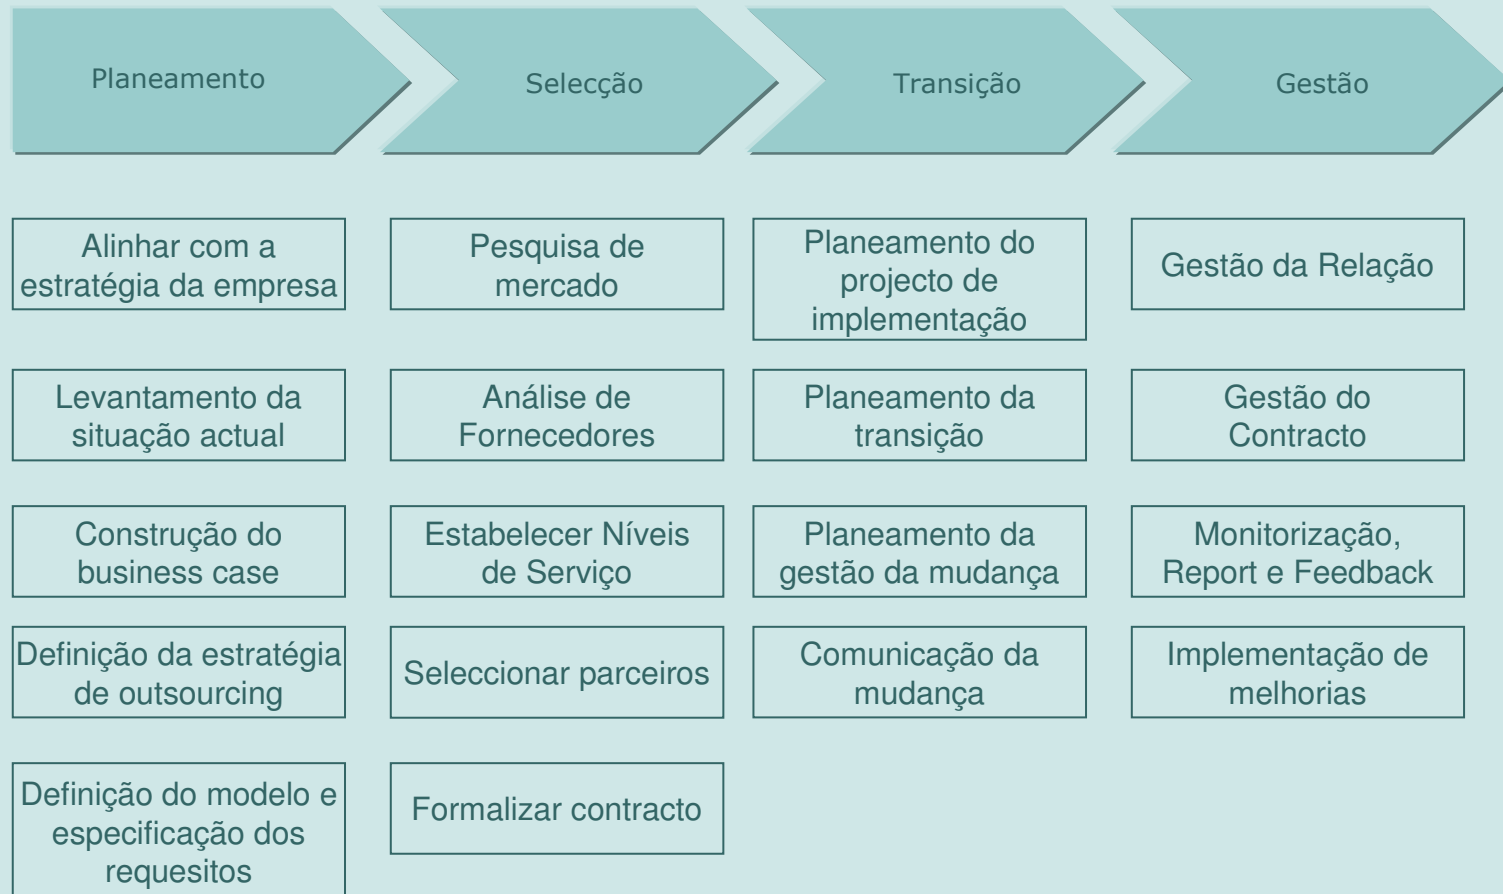 Planeamento
Selecção
Transição
Gestão
Alinhar com a
estratégia da empresa
Levantamento da
situação actual
Construção do
business case
Definição da estratégia
de outsourcing
Definição do modelo e
especificação dos
requesitos
Pesquisa de
mercado
Análise de
Fornecedores
Estabelecer Níveis
de Serviço
Seleccionar parceiros
Formalizar contracto
Planeamento do
projecto de
implementação
Planeamento da
transição
Planeamento da
gestão da mudança
Comunicação da
mudança
Gestão da Relação
Gestão do
Contracto
Monitorização,
Report e Feedback
Implementação de
melhorias